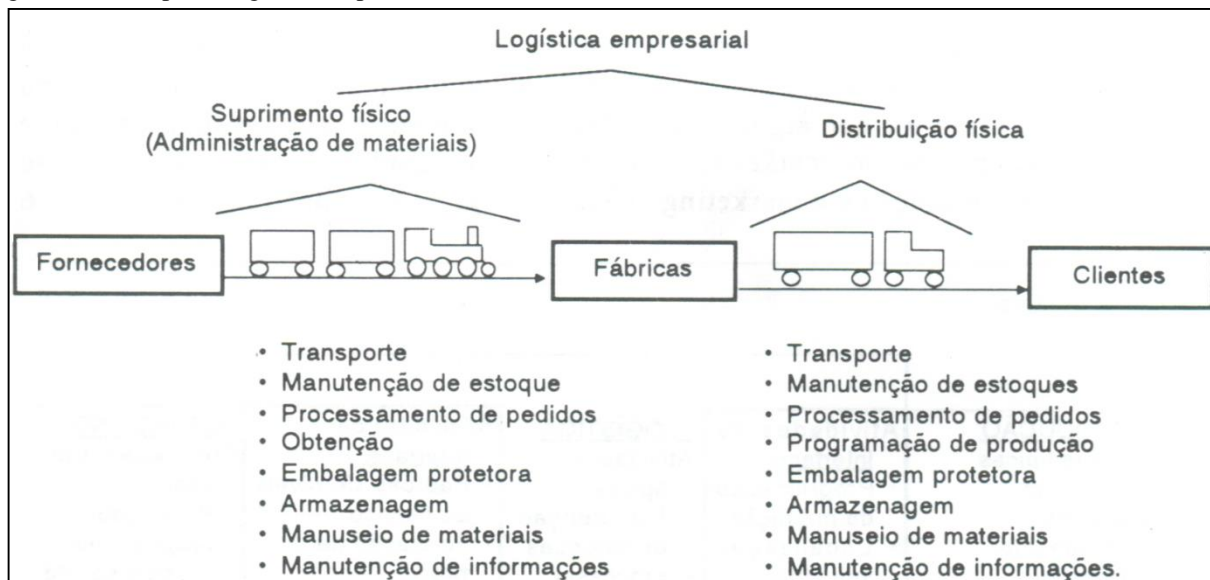 Logística empresarial
Suprimento físico
(Administração de materiais)
Distribuição física
Fornecedores
Fábricas
Clientes
• Transporte
• Manutenção de estoque
• Processamento de pedidos
• Obtenção
• Embalagem protetora
• Armazenagem
• Manuseio de materiais
• Manutenção de informações
• Transporte
• Manutenção de estoques
• Processamento de pedidos
• Programação de produção
• Embalagem protetora
• Armazenagem
• Manuseio de materiais
• Manutenção de informações.